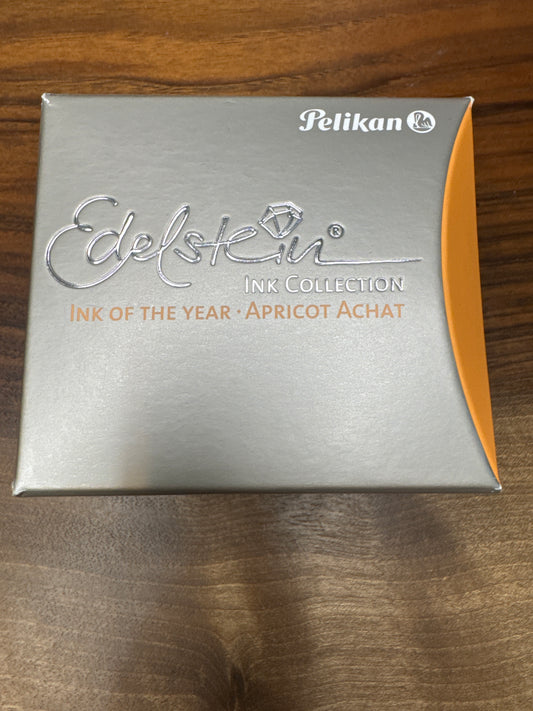 Pelikan
Edelstein®
INK COLLECTION
INK OF THE YEAR · APRICOT ACHAT